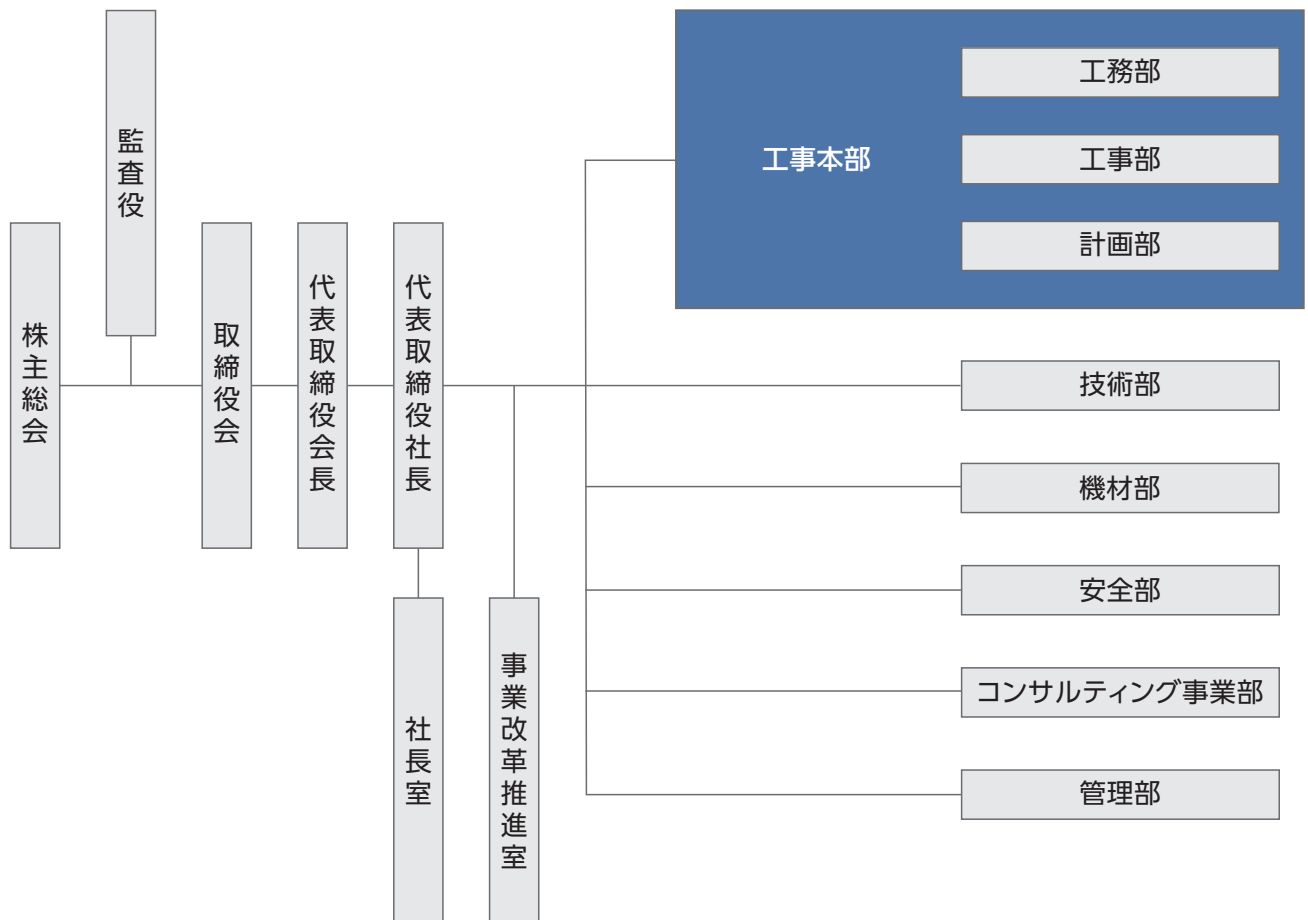 株主総会
監査役
取締役会
代表取締役会長
代表取締役社長
社長室
事業改革推進室
工事本部
工務部
工事部
計画部
技術部
機材部
安全部
コンサルティング事業部
管理部